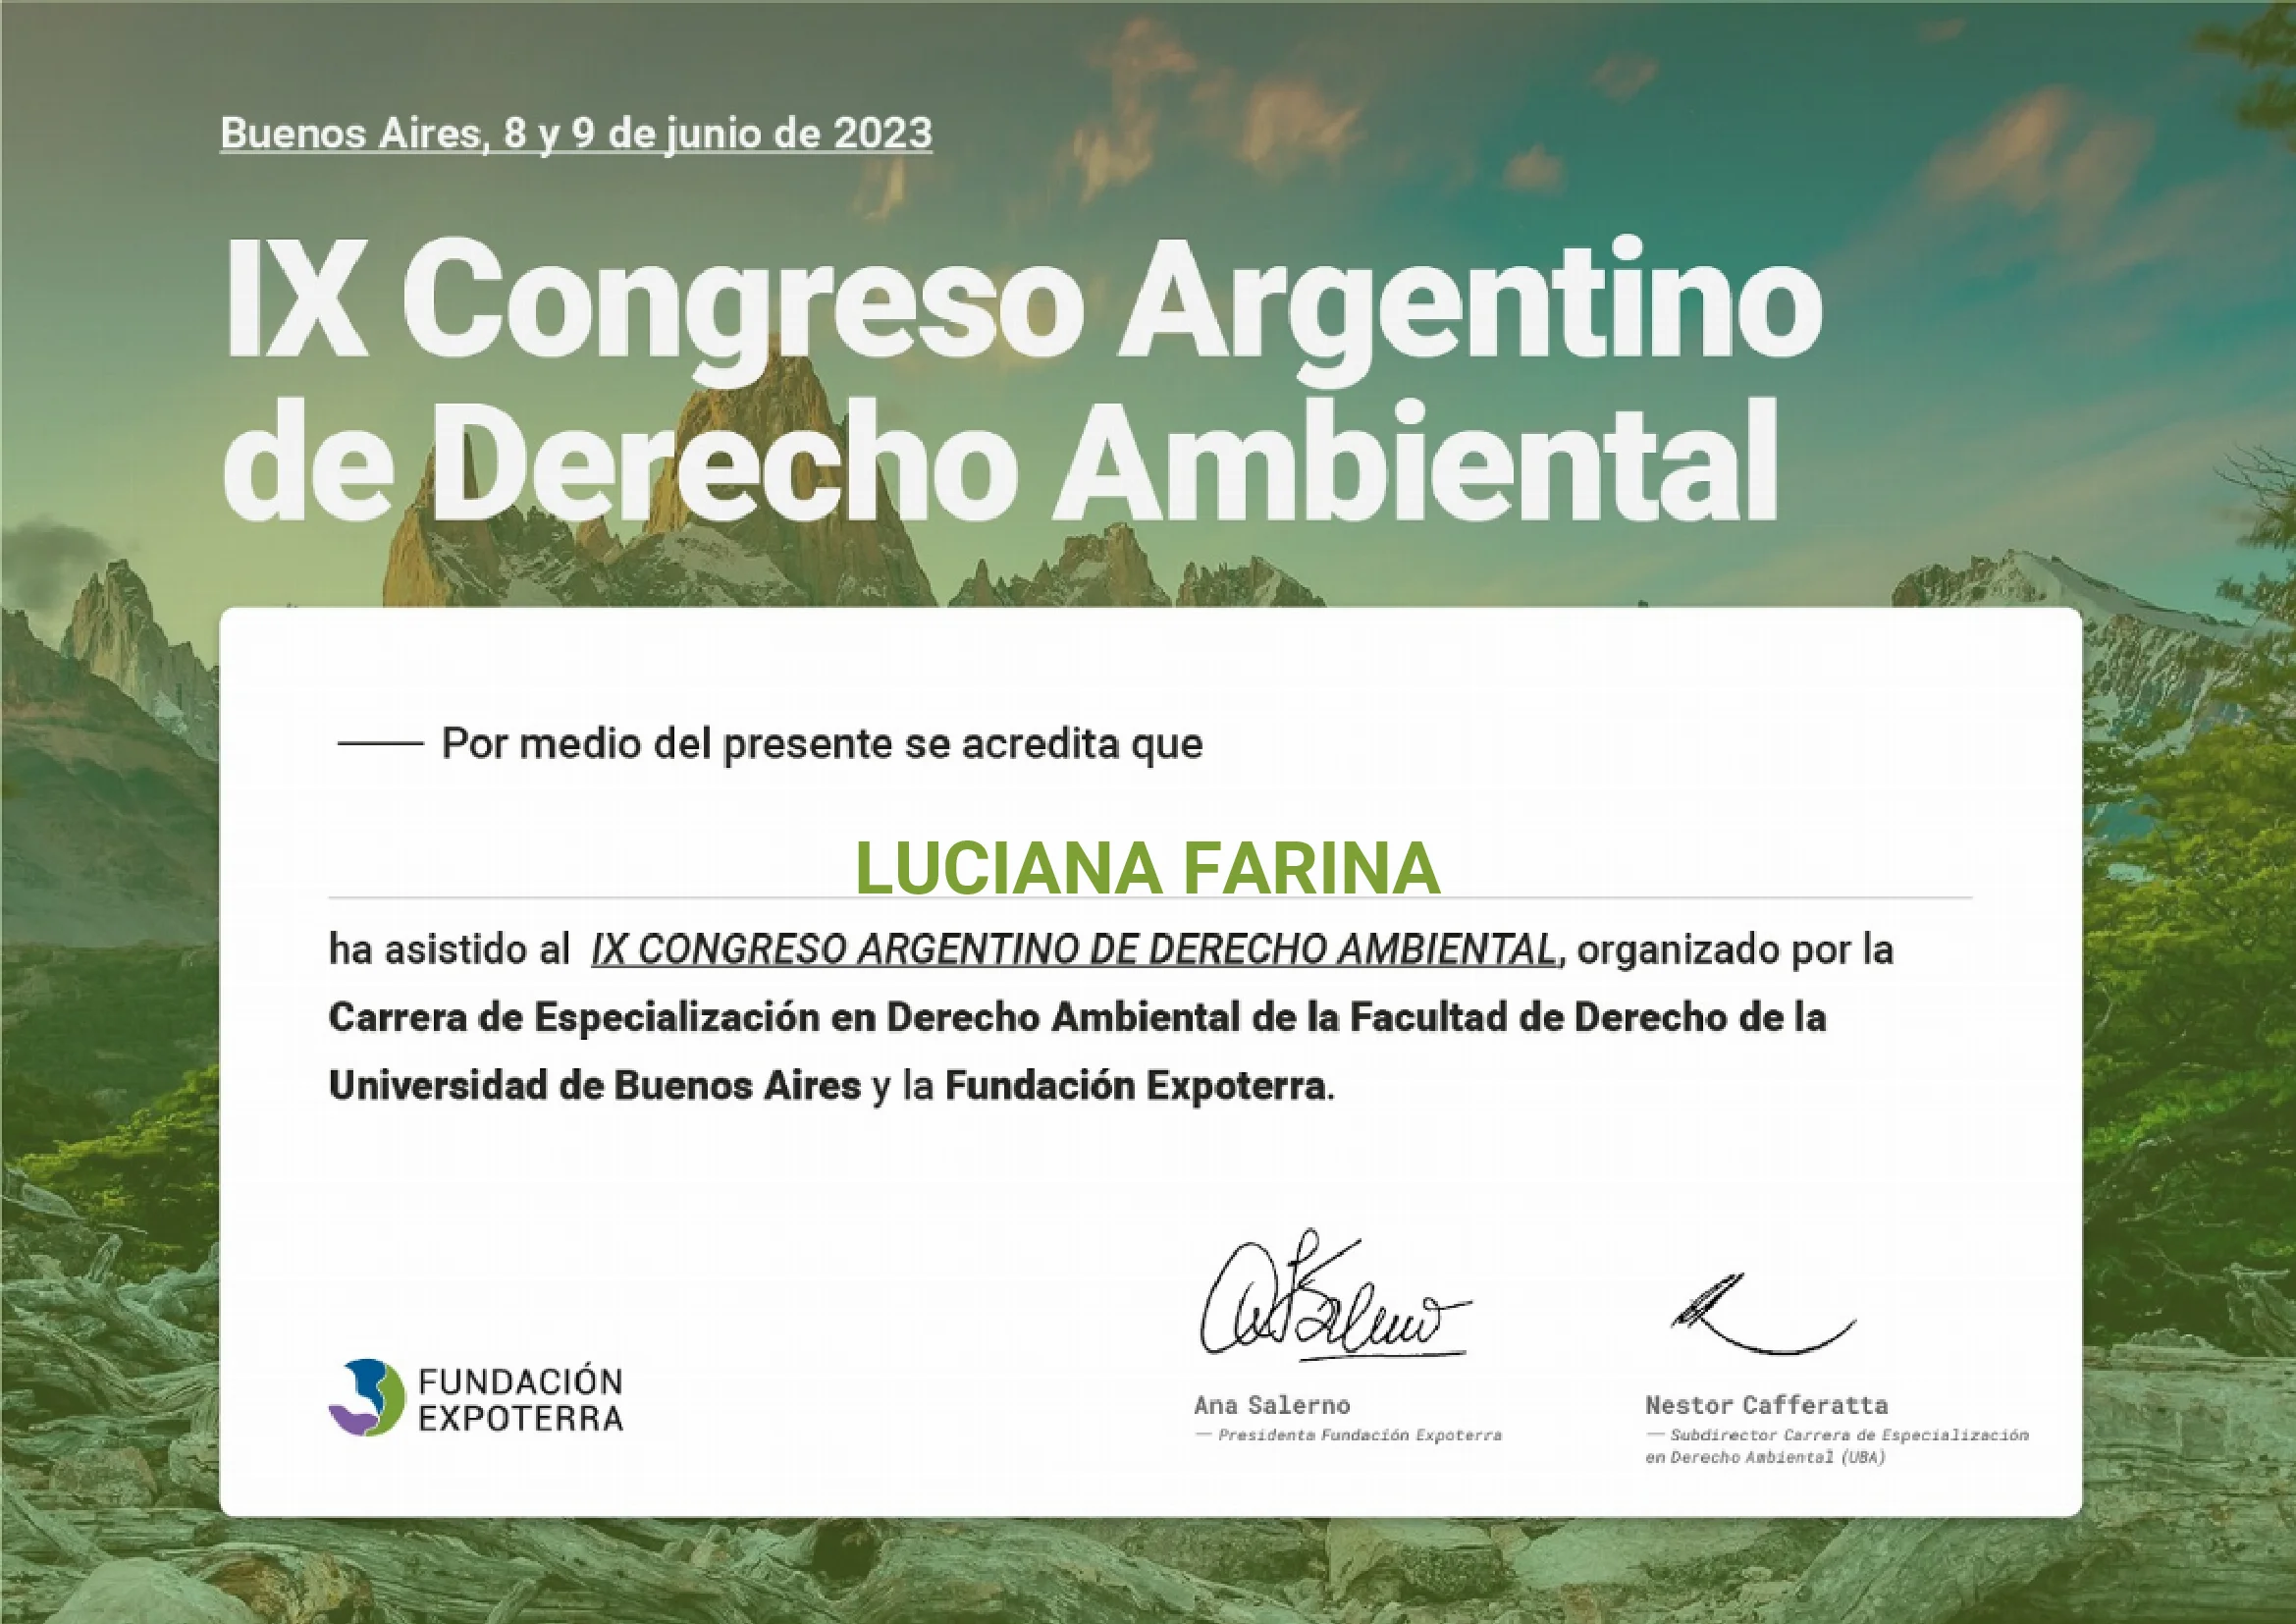 Buenos Aires, 8 y 9 de junio de 2023
IX Congreso Argentino
de Derecho Ambiental
Por medio del presente se acredita que
LUCIANA FARINA
ha asistido al IX CONGRESO ARGENTINO DE DERECHO AMBIENTAL, organizado por la
Carrera de Especialización en Derecho Ambiental de la Facultad de Derecho de la
Universidad de Buenos Aires y la Fundación Expoterra.
FUNDACIÓN
EXPOTERRA
Ana Salerno
— Presidenta Fundación Expoterra
Nestor Cafferatta
— Subdirector Carrera de Especialización
en Derecho Ambiental (UBA)